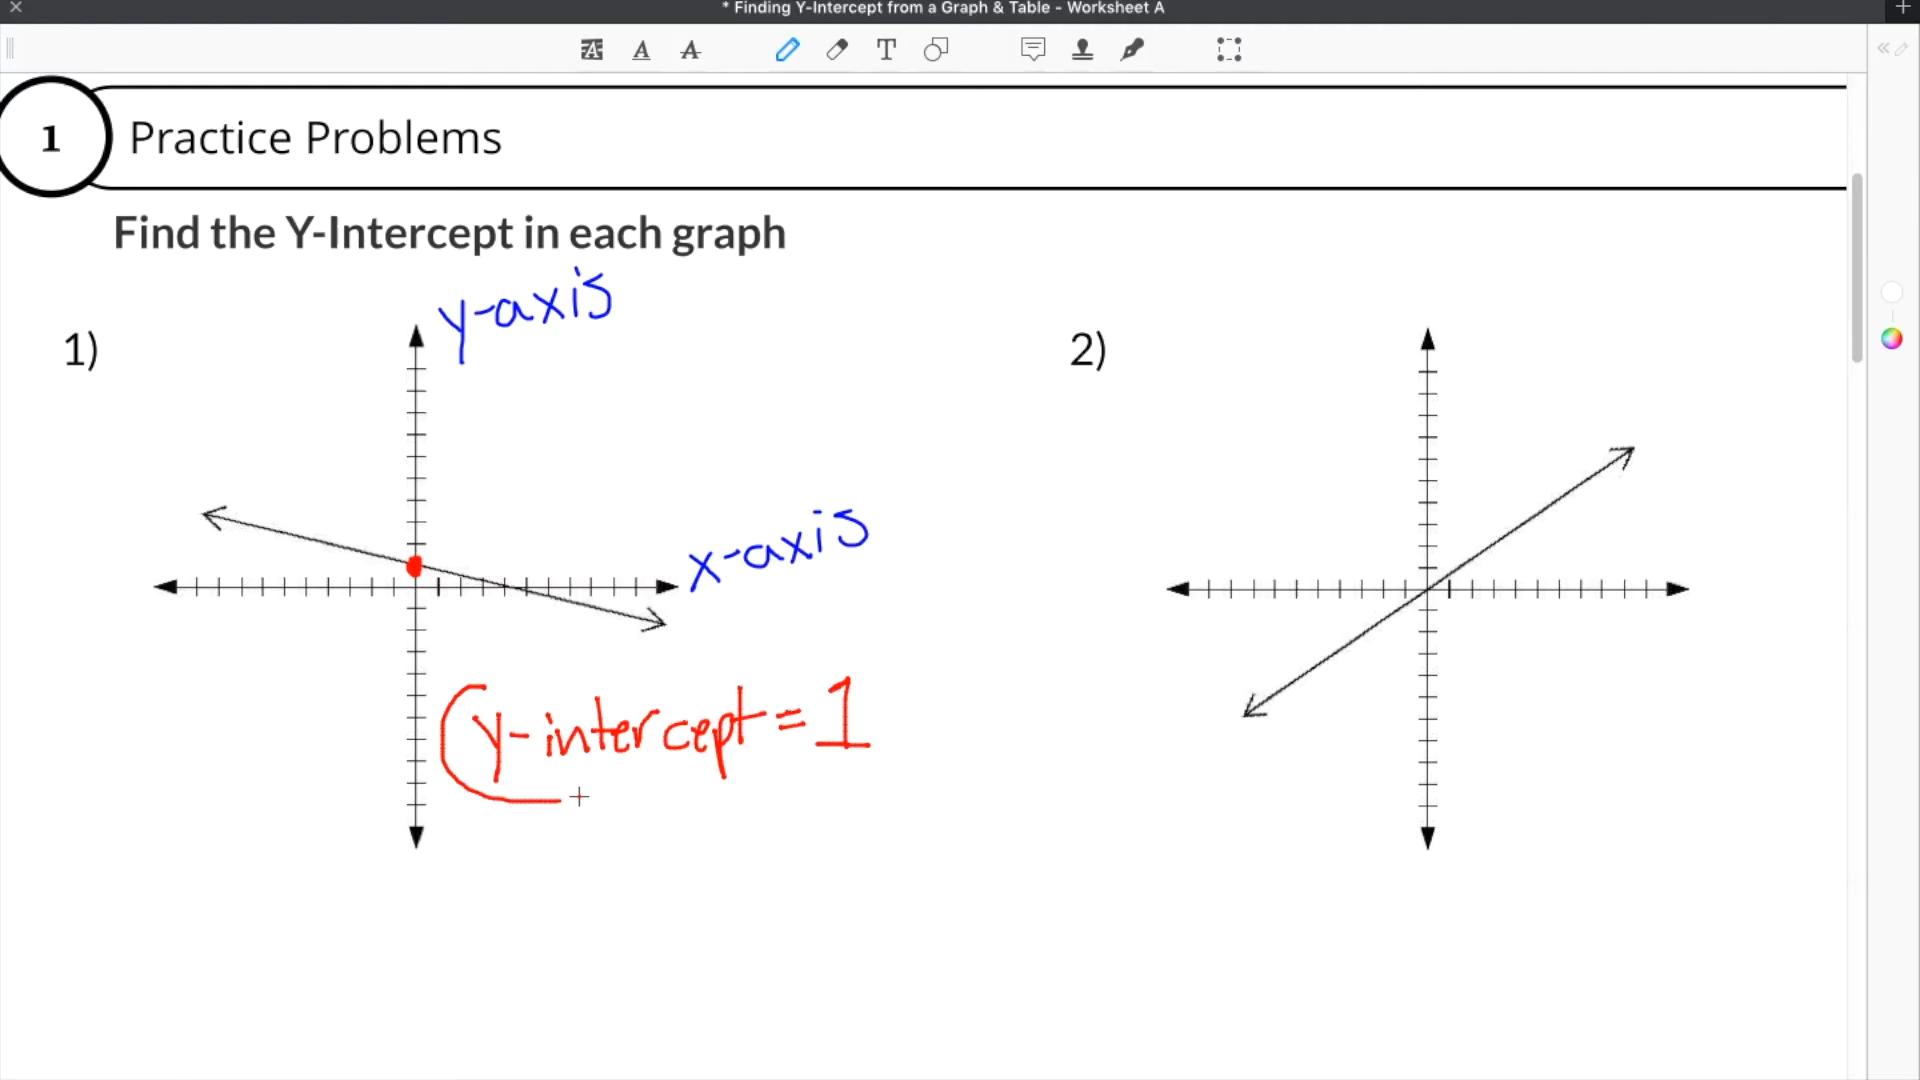 * Finding Y-Intercept from a Graph & Table - Worksheet A
A A A T
1 Practice Problems
Find the Y-Intercept in each graph
y-axis
1)
2)
x-axis
y-intercept = 1